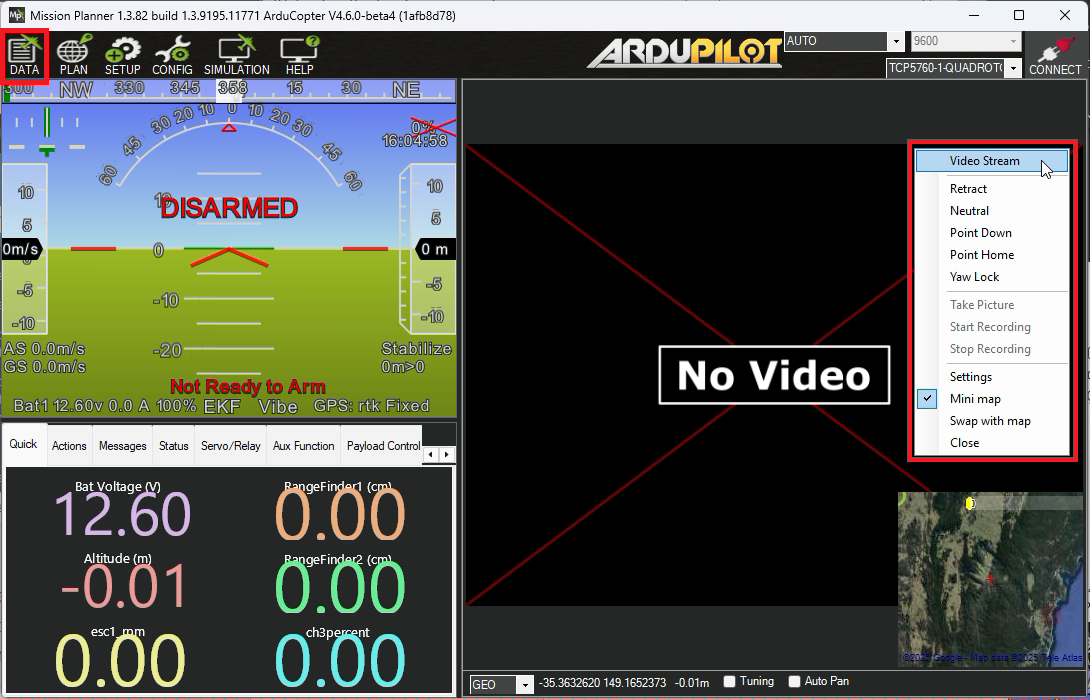 Mission Planner 1.3.82 build 1.3.9195.11771 ArduCopter V4.6.0-beta4 (1afb8d78)
DATA PLAN SETUP CONFIG SIMULATION HELP
ARDUPILOT
AUTO 9600
TCP5760-1-QUADROTO
CONNECT
300 NW 330 345 358 15 30 NE
60 45 30 20 10 0 10 20 30 45 60
0%
16:04:58
DISARMED
10
10 5 0m/s 0 -5 -10
0
-10
-20
10 5 0 m -5 -10
AS 0.0m/s
GS 0.0m/s
Stabilize
0m>0
Not Ready to Arm
Bat1 12.60v 0.0 A 100% EKF Vibe GPS: rtk Fixed
Quick Actions Messages Status Servo/Relay Aux Function Payload Control
Bat Voltage (V)
12.60
RangeFinder1 (cm)
0.00
Altitude (m)
-0.01
RangeFinder2 (cm)
0.00
esc1_rpm
0.00
ch3percent
0.00
No Video
Video Stream
Retract
Neutral
Point Down
Point Home
Yaw Lock
Take Picture
Start Recording
Stop Recording
Settings
Mini map
Swap with map
Close
©2025 Google - Map data ©2025 Tele Atlas
GEO -35.3632620 149.1652373 -0.01m Tuning Auto Pan